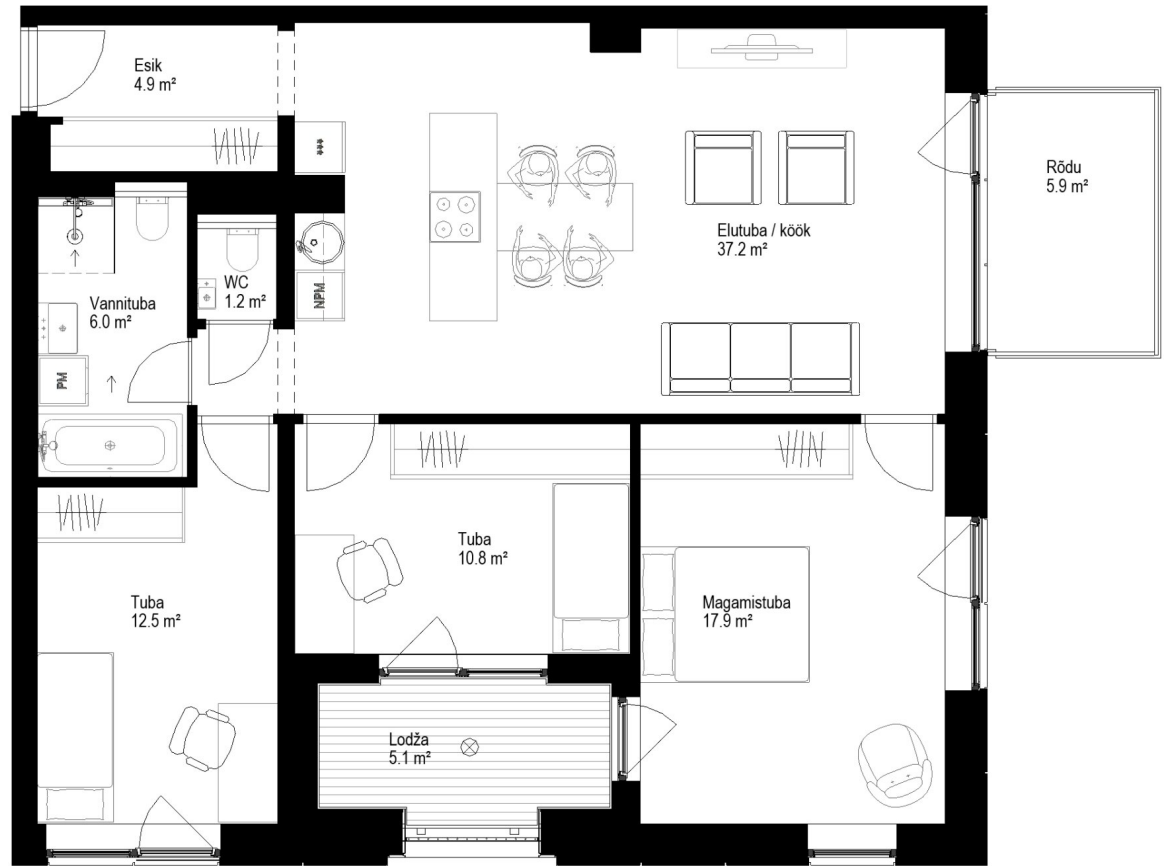 Esik
4.9 m²
Rõdu
5.9 m²
Elutuba / köök
37.2 m²
WC
1.2 m²
Vannituba
6.0 m²
NPM
PM
Tuba
10.8 m²
Tuba
12.5 m²
Magamistuba
17.9 m²
Lodža
5.1 m²